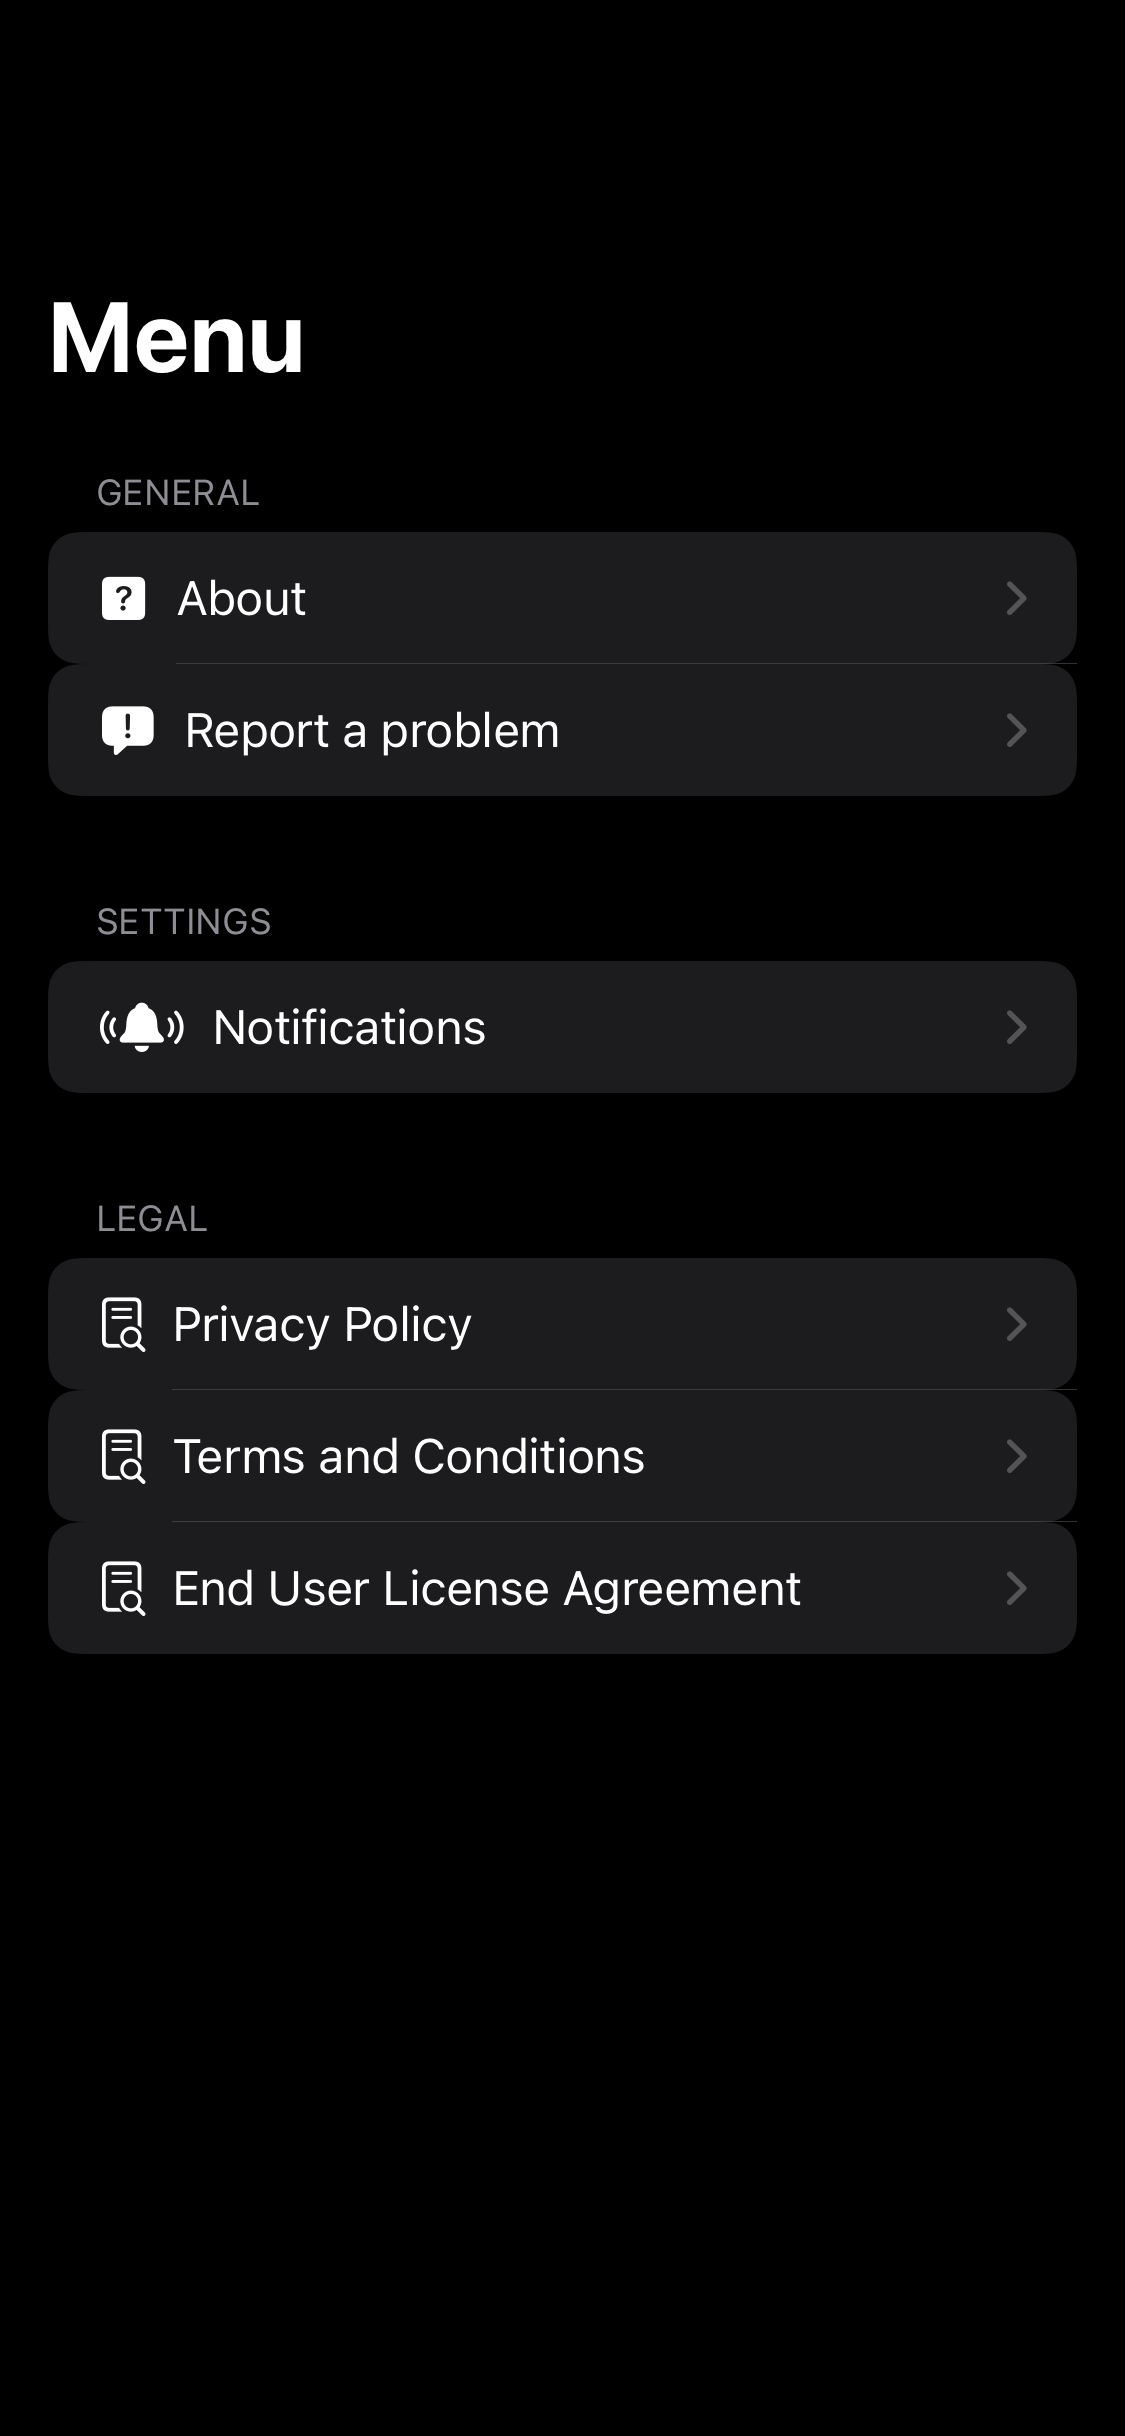 Menu
GENERAL
About
Report a problem
SETTINGS
Notifications
LEGAL
Privacy Policy
Terms and Conditions
End User License Agreement